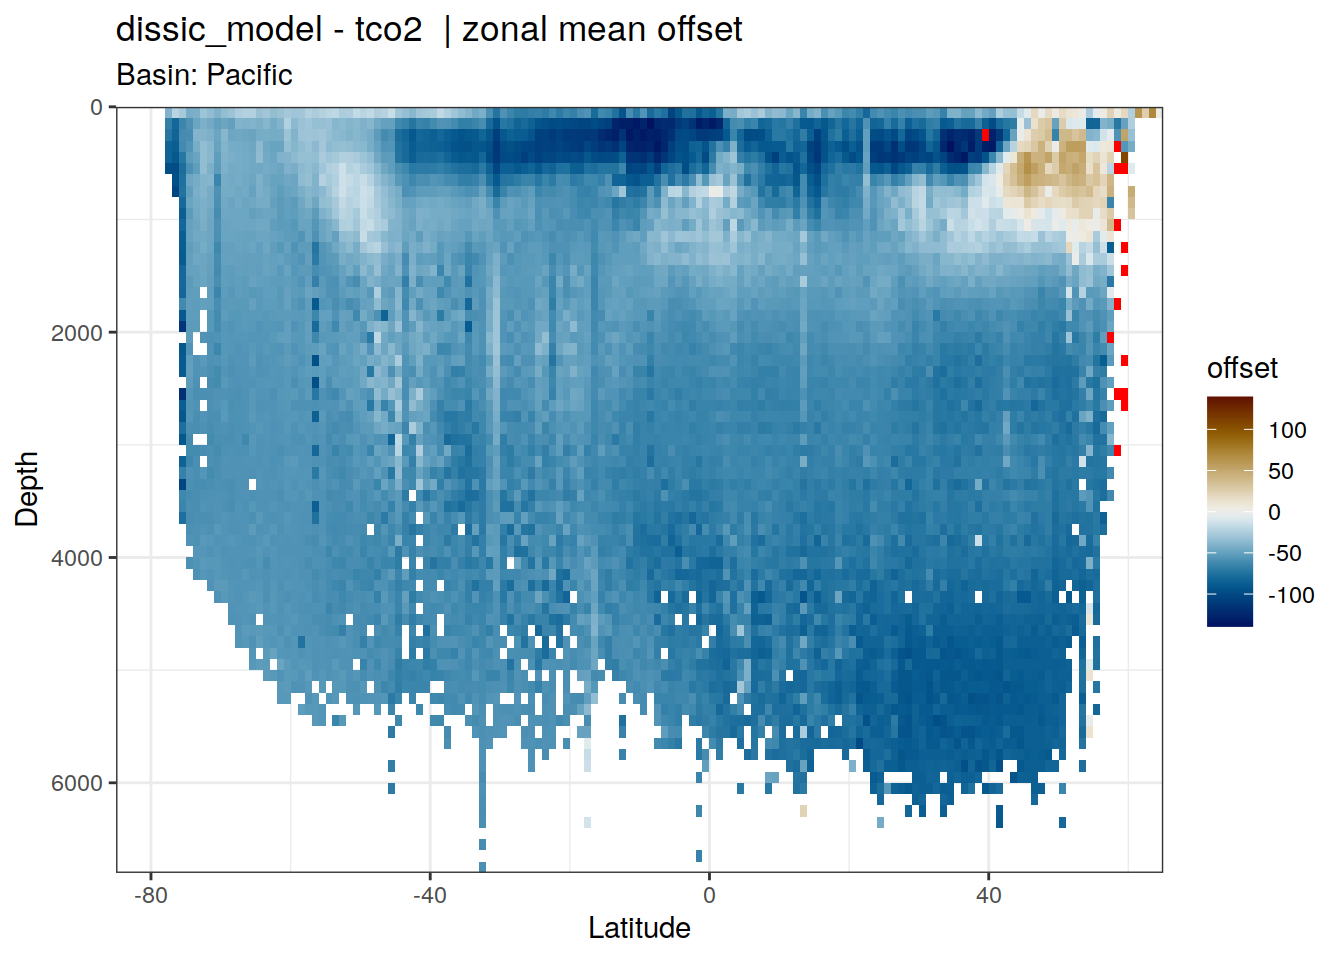 dissic_model - tco2  | zonal mean offset
Basin: Pacific
0
2000
4000
6000
Depth
-80
-40
0
40
Latitude
offset
100
50
0
-50
-100